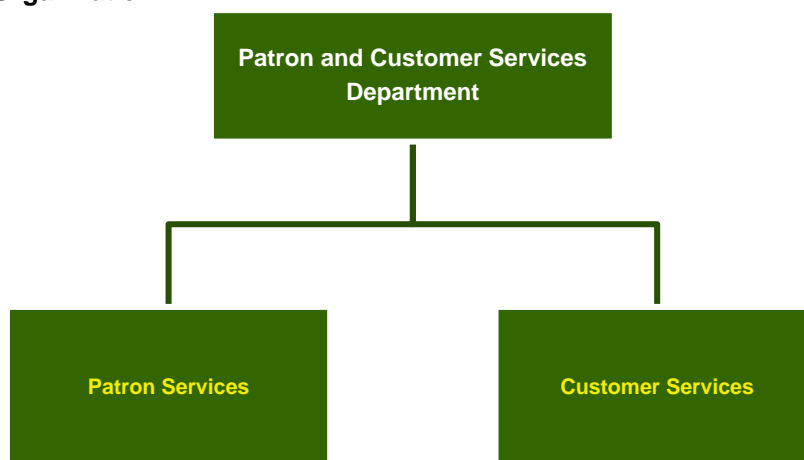 Patron and Customer Services
Department
Patron Services
Customer Services